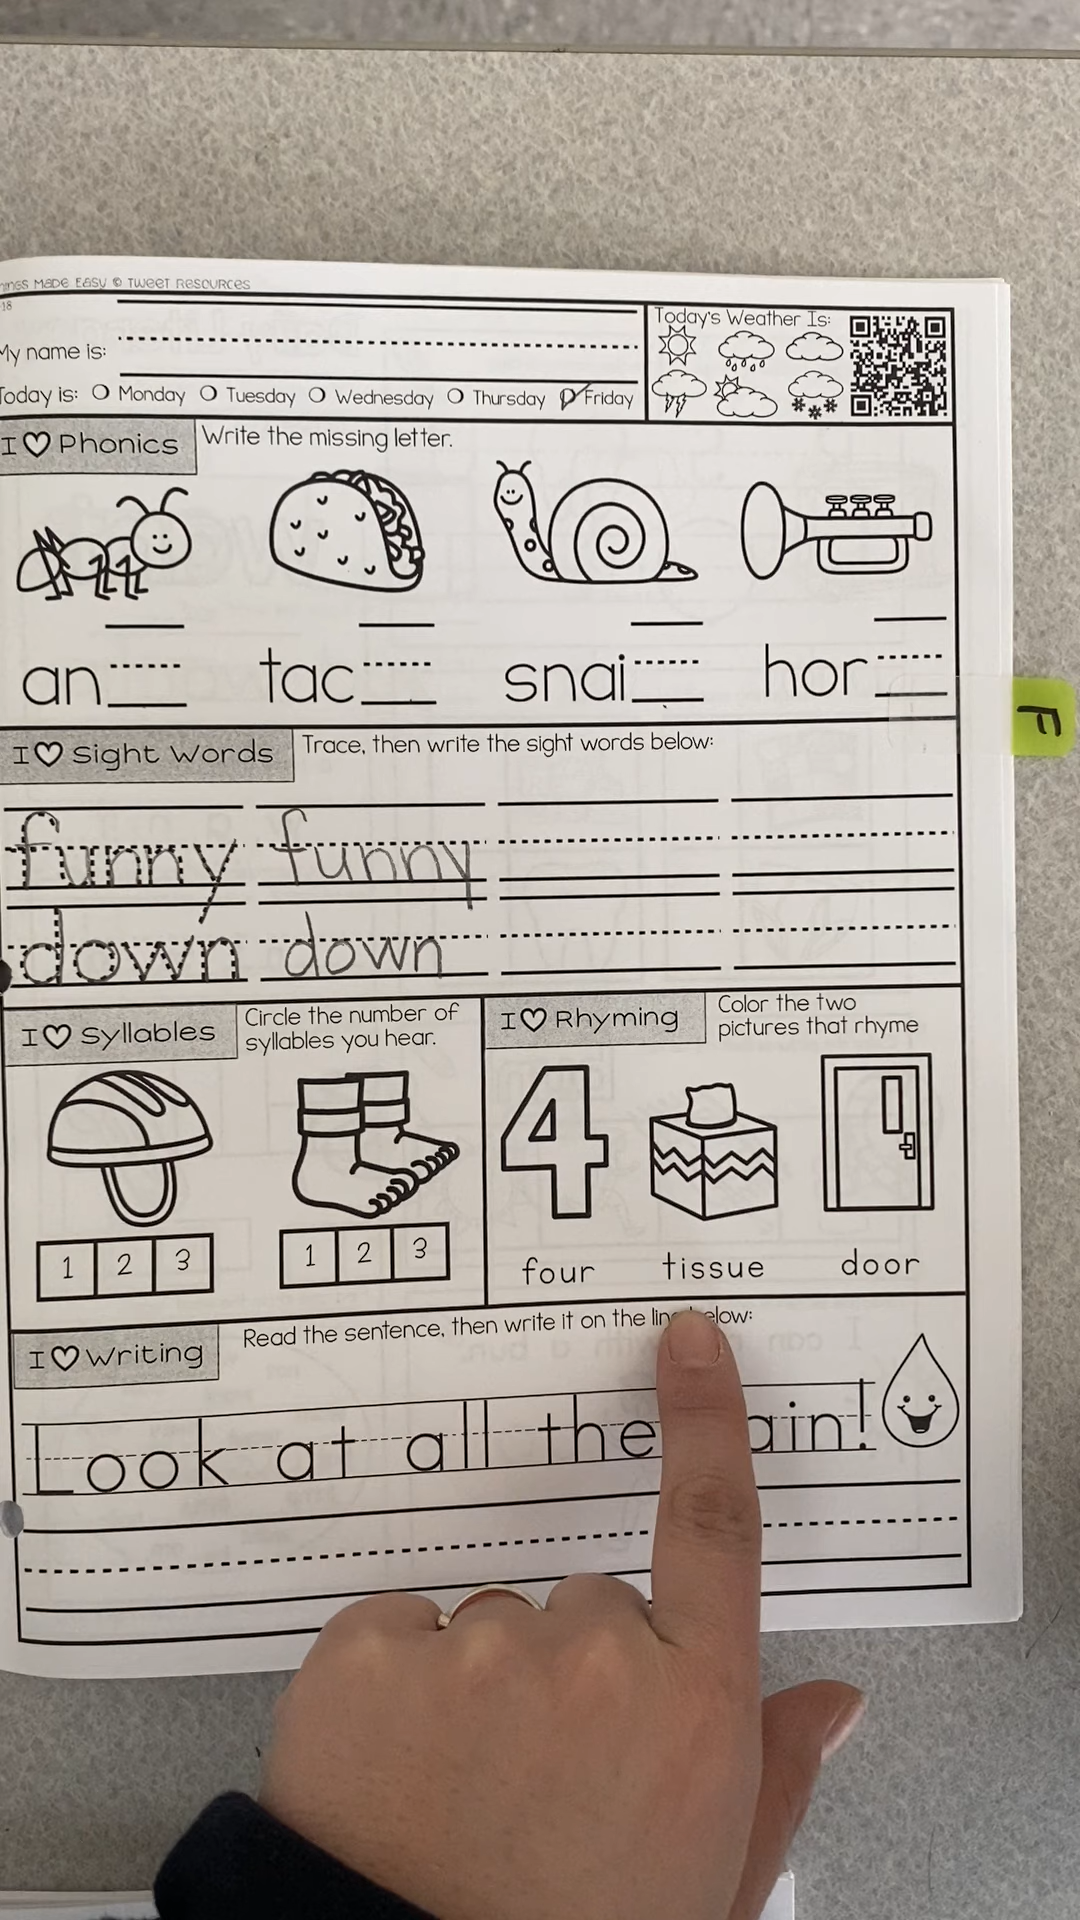 Made Easy © Tweet Resources
18
My name is:
Today's Weather Is:
Today is: Monday Tuesday Wednesday Thursday Friday
I ♡ Phonics
Write the missing letter.
an tac snai hor
I ♡ Sight Words
Trace, then write the sight words below:
funny funny
down down
I ♡ Syllables
Circle the number of
syllables you hear.
1 2 3
1 2 3
I ♡ Rhyming
Color the two
pictures that rhyme
4
four tissue door
I ♡ Writing
Read the sentence, then write it on the
Look at all the
F